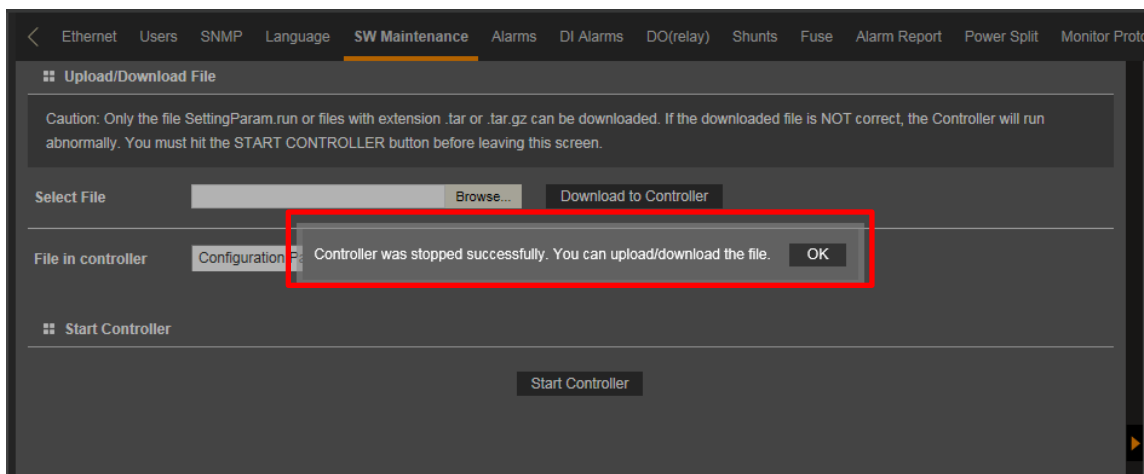 Ethernet Users SNMP Language SW Maintenance Alarms DI Alarms DO(relay) Shunts Fuse Alarm Report Power Split Monitor Proto
Upload/Download File
Caution: Only the file SettingParam.run or files with extension .tar or .tar.gz can be downloaded. If the downloaded file is NOT correct, the Controller will run
abnormally. You must hit the START CONTROLLER button before leaving this screen.
Select File Browse... Download to Controller
File in controller Configuration Controller was stopped successfully. You can upload/download the file. OK
Start Controller
Start Controller